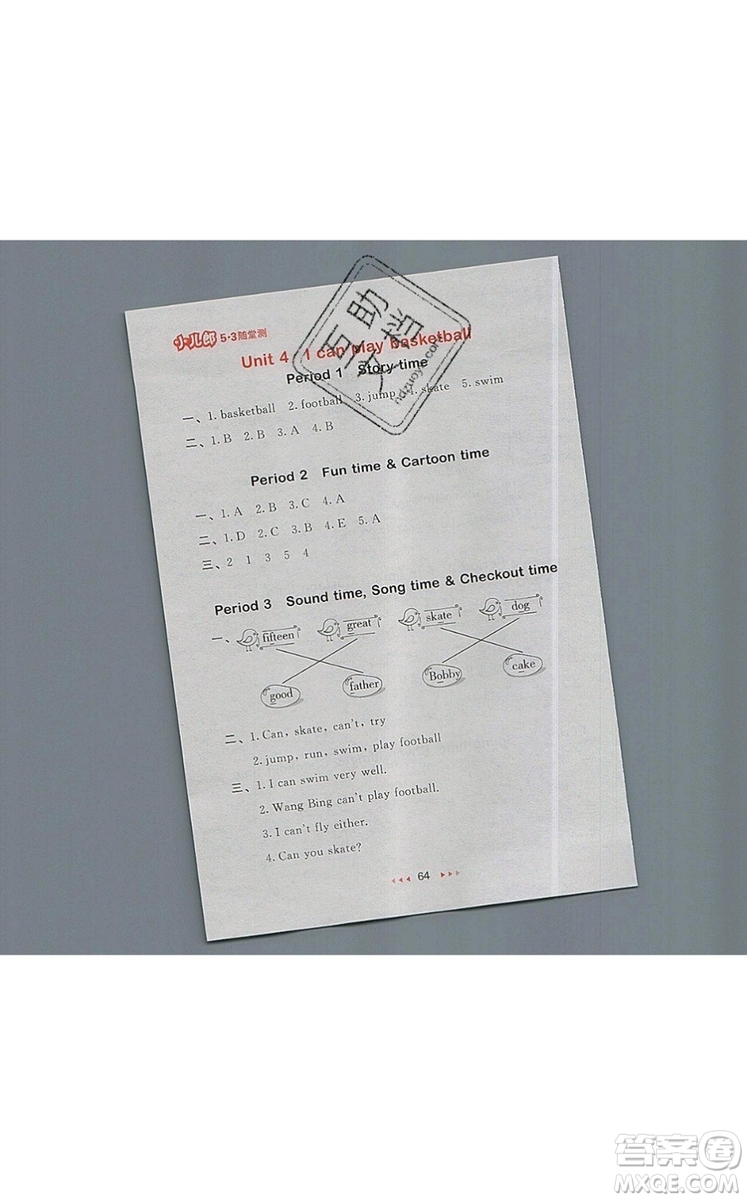 小儿郎 5·3随堂测
Unit 4 I can play basketball
Period 1 Story time
一、1. basketball 2. football 3. jump 4. skate 5. swim
二、1. B 2. B 3. A 4. B
Period 2 Fun time & Cartoon time
一、1. A 2. B 3. C 4. A
二、1. D 2. C 3. B 4. E 5. A
三、2 1 3 5 4
Period 3 Sound time, Song time & Checkout time
一、 fifteen great skate dog
good father Bobby cake
二、1. Can, skate, can't, try
2. jump, run, swim, play football
三、1. I can swim very well.
2. Wang Bing can't play football.
3. I can't fly either.
4. Can you skate?
64
互助
文档
答案圈
MXQE.COM